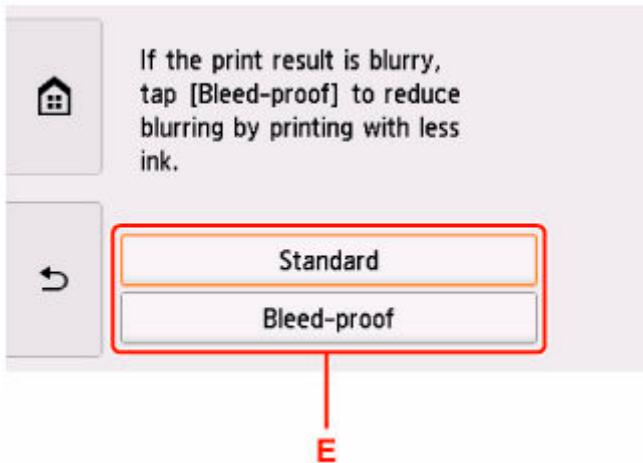 If the print result is blurry,
tap [Bleed-proof] to reduce
blurring by printing with less
ink.
Standard
Bleed-proof
E